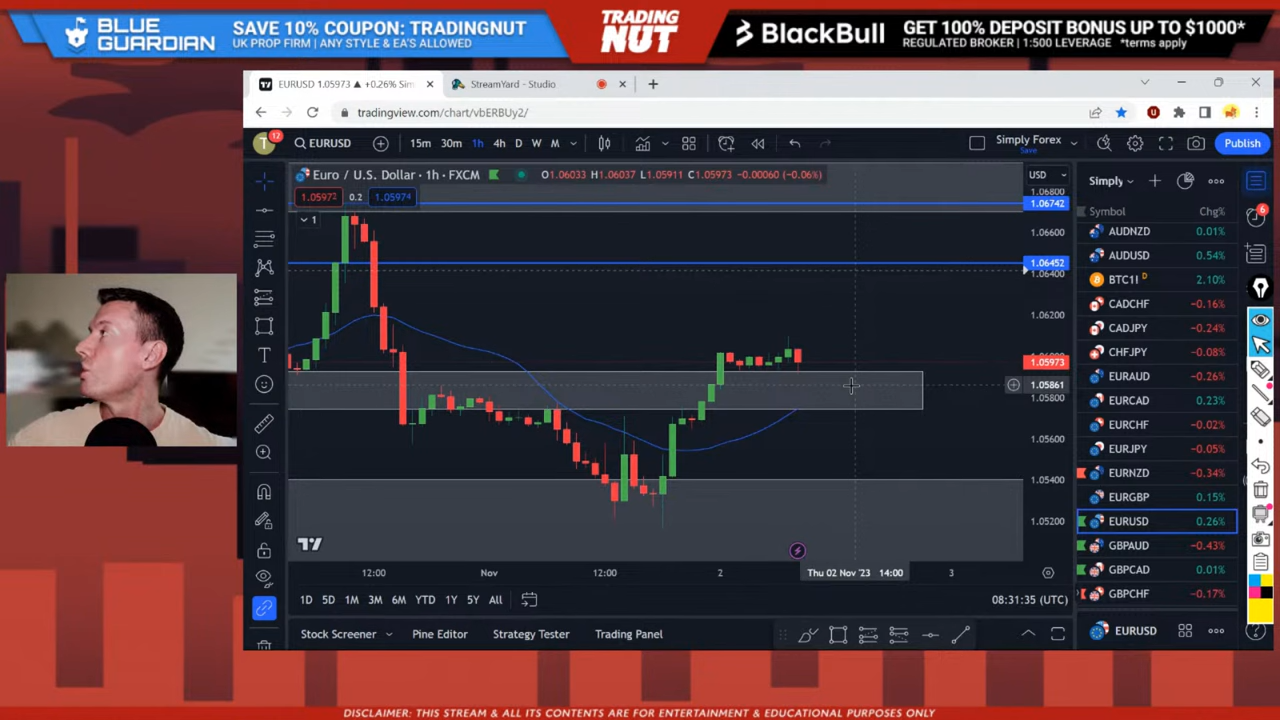 BLUE GUARDIAN
SAVE 10% COUPON: TRADINGNUT
UK PROP FIRM | ANY STYLE & EA'S ALLOWED
TRADING
NUT
BlackBull
GET 100% DEPOSIT BONUS UP TO $1000*
REGULATED BROKER | 1:500 LEVERAGE *terms apply
EURUSD 1.05973 ▲ +0.26% Sim
StreamYard - Studio
tradingview.com/chart/vbERBUy2/
T
12
EURUSD
15m 30m 1h 4h D W M
Simply Forex
Save
Publish
Euro / U.S. Dollar · 1h · FXCM
O1.06033 H1.06037 L1.05911 C1.05973 -0.00060 (-0.06%)
USD
Simply
1.05972 0.2 1.05974
1
1.06800
1.06742
1.06600
1.06452
1.06400
1.06200
1.05973
1.05861
1.05800
1.05600
1.05400
1.05200
Symbol Chg%
6
AUDNZD 0.01%
AUDUSD 0.54%
BTC1! D 2.10%
CADCHF -0.16%
CADJPY -0.24%
CHFJPY -0.08%
EURAUD -0.26%
EURCAD 0.23%
EURCHF -0.02%
EURJPY -0.05%
EURNZD -0.34%
EURGBP 0.15%
EURUSD 0.26%
GBPAUD -0.43%
GBPCAD 0.01%
GBPCHF -0.17%
12:00 Nov 12:00 2 Thu 02 Nov '23 14:00 3
1D 5D 1M 3M 6M YTD 1Y 5Y All
08:31:35 (UTC)
Stock Screener Pine Editor Strategy Tester Trading Panel
EURUSD
DISCLAIMER: THIS STREAM & ALL ITS CONTENTS ARE FOR ENTERTAINMENT & EDUCATIONAL PURPOSES ONLY